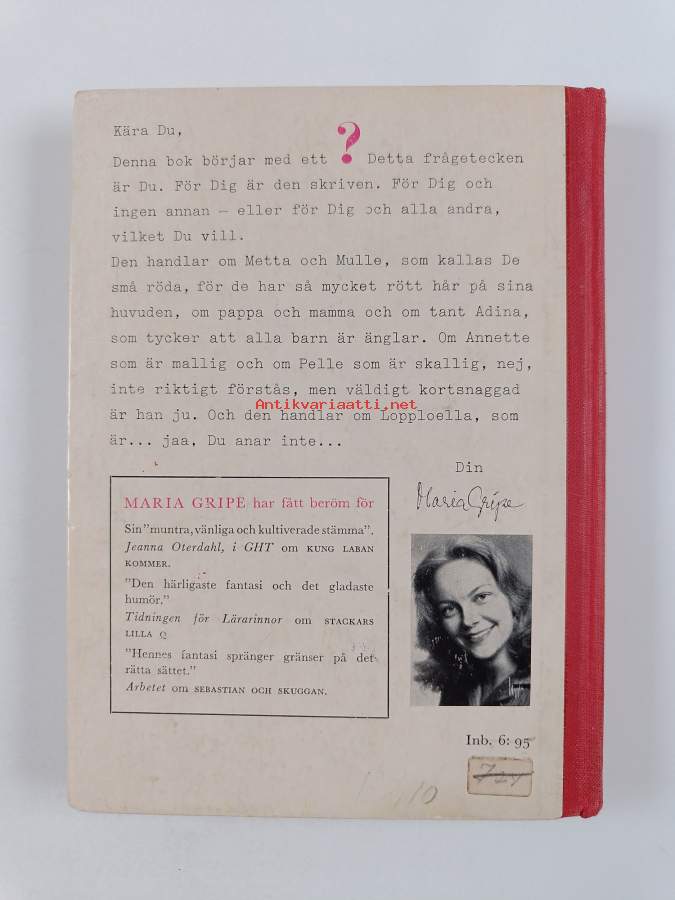 Kära Du,
Denna bok börjar med ett ? Detta frågetecken
är Du. För Dig är den skriven. För Dig och
ingen annan — eller för Dig och alla andra,
vilket Du vill.
Den handlar om Metta och Mulle, som kallas De
små röda, för de har så mycket rött hår på sina
huvuden, om pappa och mamma och om tant Adina,
som tycker att alla barn är änglar. Om Annette
som är mallig och om Pelle som är skallig, nej,
inte riktigt förstås, men väldigt kortsnaggad
Antikvariaatti.net
är han ju. Och den handlar om Lopploella, som
är... jaa, Du anar inte...
Din
Maria Gripe
MARIA GRIPE har fått beröm för
Sin "muntra, vänliga och kultiverade stämma".
Jeanna Oterdahl, i GHT om KUNG LABAN
KOMMER.
"Den härligaste fantasi och det gladaste
humör."
Tidningen för Lärarinnor om STACKARS
LILLA Q
"Hennes fantasi spränger gränser på det
rätta sättet."
Arbetet om SEBASTIAN OCH SKUGGAN.
Inb. 6:95